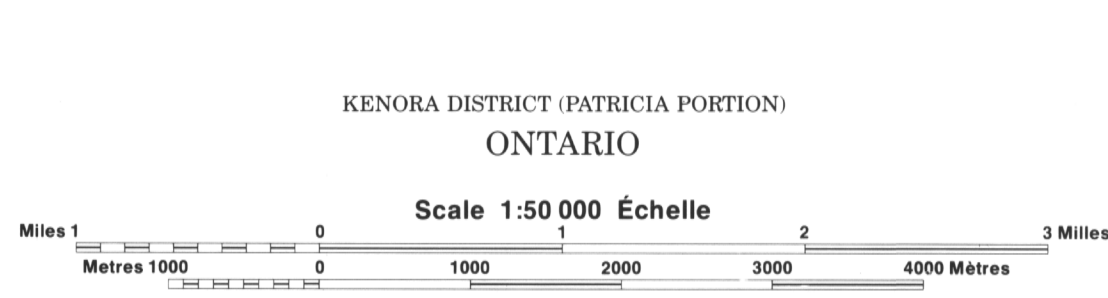 KENORA DISTRICT (PATRICIA PORTION)
ONTARIO
Scale 1:50 000 Échelle
Miles 1 0 1 2 3 Milles
Metres 1000 0 1000 2000 3000 4000 Mètres